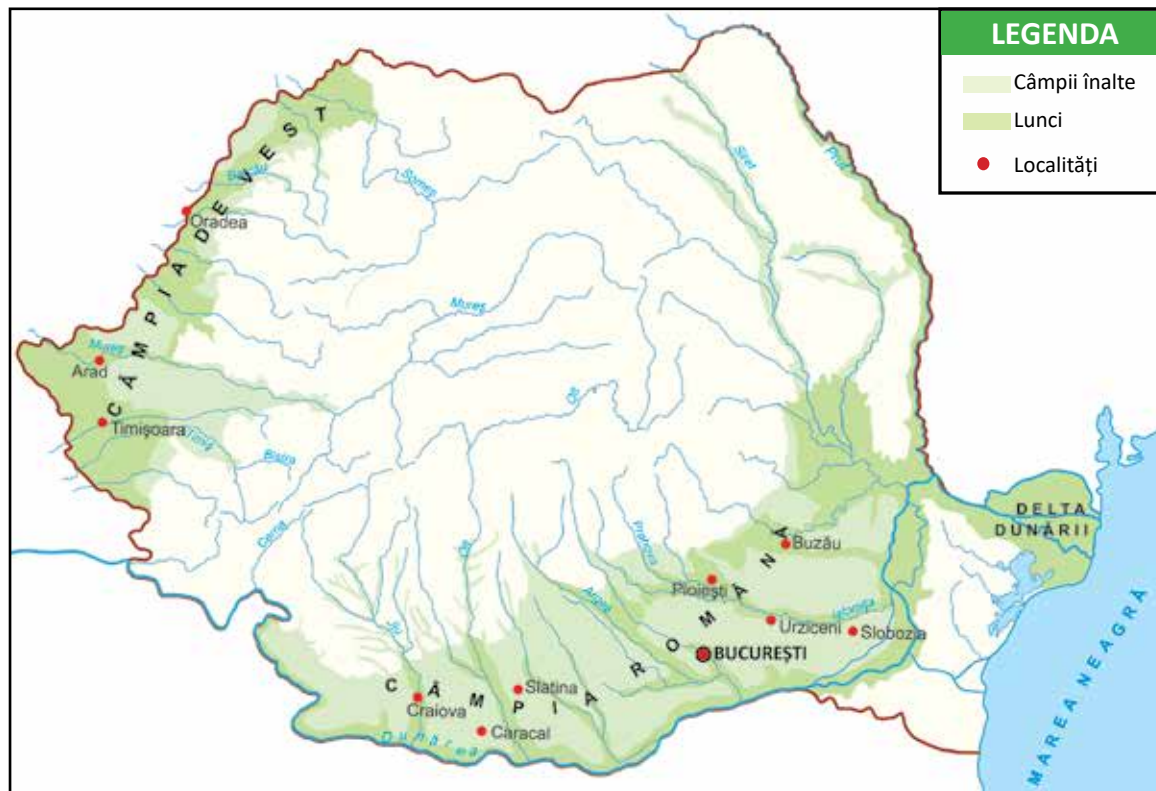 LEGENDA
Câmpii înalte
Lunci
Localități
CÂMPIA DE VEST
Someș
Siret
Prut
Oradea
Mureș
Mureș
Arad
Timișoara
Timiș
Bistra
Cerna
Olt
Olt
Jiu
Prahova
Argeș
Ialomița
Buzău
Ploiești
Urziceni
Slobozia
BUCUREȘTI
CÂMPIA ROMÂNĂ
Slatina
Craiova
Caracal
Dunărea
DELTA
DUNĂRII
MAREA NEAGRĂ